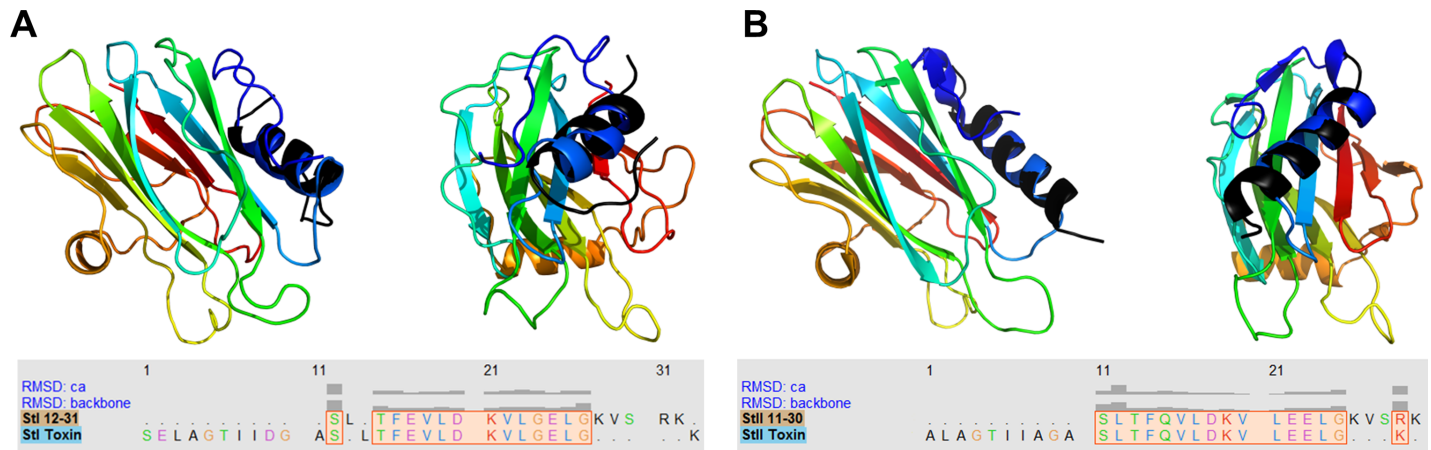 A
B
1 11 21 31
RMSD: ca
RMSD: backbone
StI 12-31 . . . . . . . . . . . S L . T F E V L D K V L G E L G K V S R K .
StI Toxin S E L A G T I I D G A S . L T F E V L D K V L G E L G . . . . . K
1 11 21
RMSD: ca
RMSD: backbone
StII 11-30 . . . . . . . . . . S L T F Q V L D K V L E E L G K V S R K .
StII Toxin A L A G T I I A G A S L T F Q V L D K V L E E L G . . . K . .